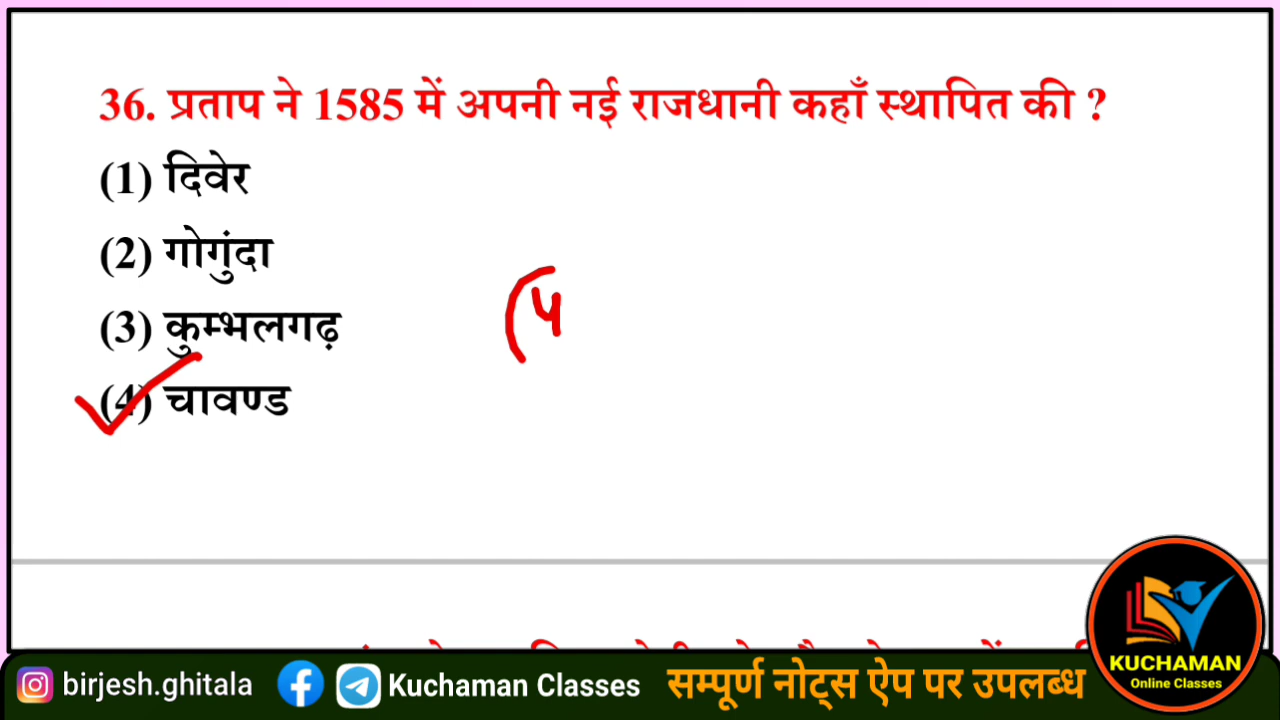 36. प्रताप ने 1585 में अपनी नई राजधानी कहाँ स्थापित की ?
(1) दिवेर
(2) गोगुंदा
(3) कुम्भलगढ़
(4) चावण्ड
birjesh.ghitala
Kuchaman Classes
सम्पूर्ण नोट्स ऐप पर उपलब्ध
KUCHAMAN
Online Classes